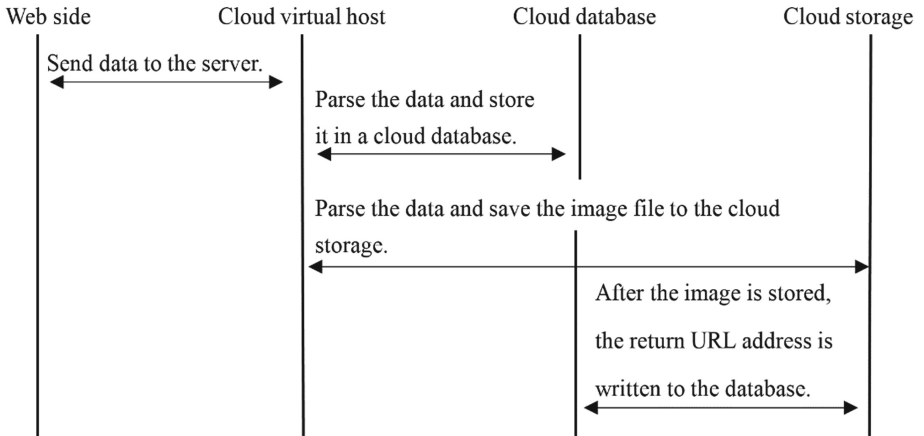 Web side
Cloud virtual host
Cloud database
Cloud storage
Send data to the server.
Parse the data and store
it in a cloud database.
Parse the data and save the image file to the cloud
storage.
After the image is stored,
the return URL address is
written to the database.